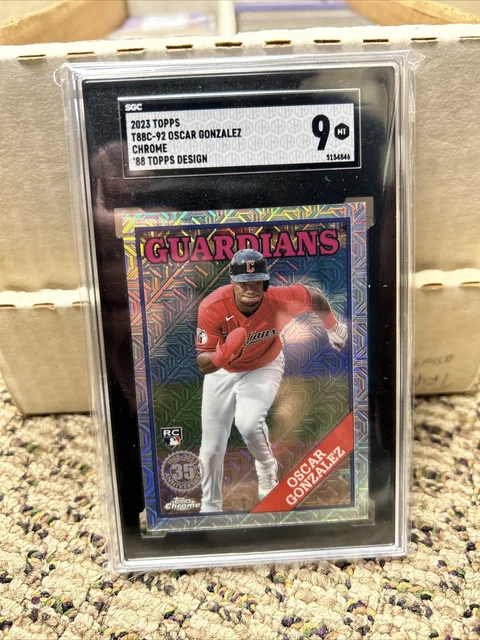 SGC
2023 TOPPS
T88C-92 OSCAR GONZALEZ
CHROME
'88 TOPPS DESIGN
9 MT
5154846
GUARDIANS
C
RC
35
Topps
Chrome
OSCAR
GONZALEZ